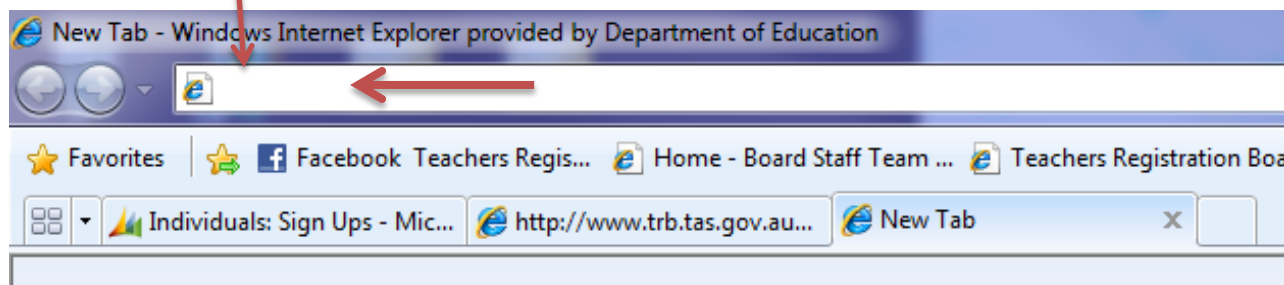 New Tab - Windows Internet Explorer provided by Department of Education
Favorites Facebook Teachers Regis... Home - Board Staff Team ... Teachers Registration Boa
Individuals: Sign Ups - Mic... http://www.trb.tas.gov.au... New Tab